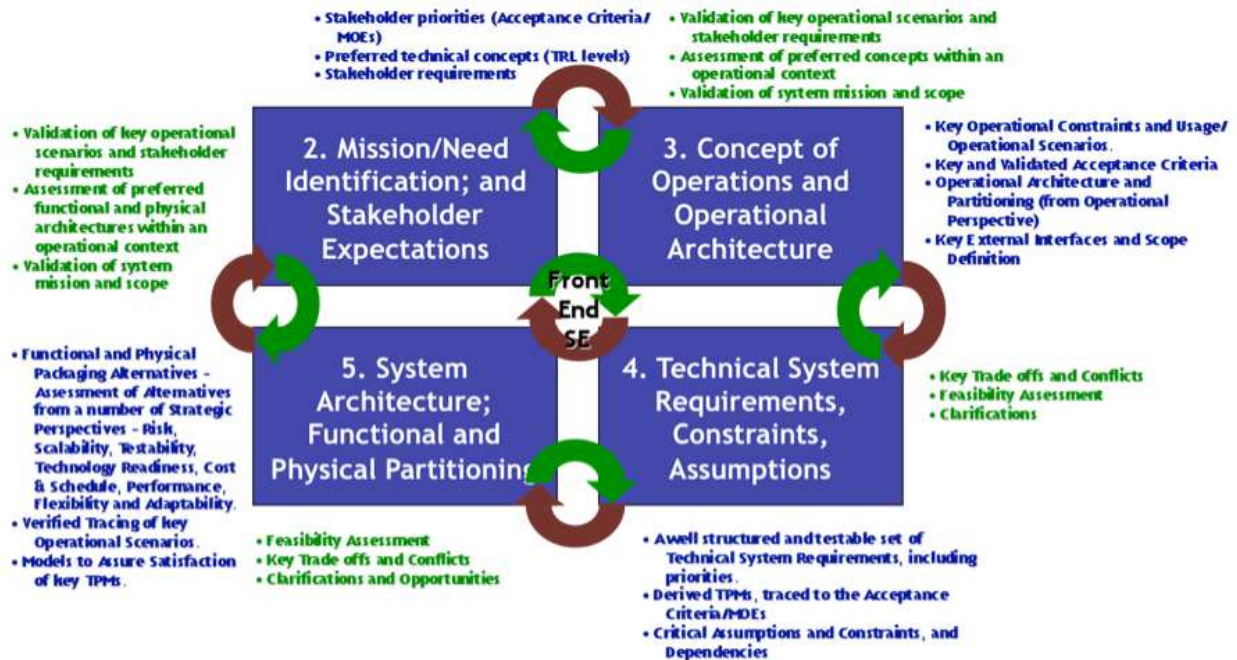 • Stakeholder priorities (Acceptance Criteria/
MOEs)
• Preferred technical concepts (TRL levels)
• Stakeholder requirements
• Validation of key operational scenarios and
stakeholder requirements
• Assessment of preferred concepts within an
operational context
• Validation of system mission and scope
• Validation of key operational
scenarios and stakeholder
requirements
• Assessment of preferred
functional and physical
architectures within an
operational context
• Validation of system
mission and scope
2. Mission/Need
Identification; and
Stakeholder
Expectations
3. Concept of
Operations and
Operational
Architecture
• Key Operational Constraints and Usage/
Operational Scenarios.
• Key and Validated Acceptance Criteria
• Operational Architecture and
Partitioning (from Operational
Perspective)
• Key External Interfaces and Scope
Definition
Front
End
SE
• Functional and Physical
Packaging Alternatives –
Assessment of Alternatives
from a number of Strategic
Perspectives – Risk,
Scalability, Testability,
Technology Readiness, Cost
& Schedule, Performance,
Flexibility and Adaptability.
• Verified Tracing of key
Operational Scenarios.
• Models to Assure Satisfaction
of key TPMs.
5. System
Architecture;
Functional and
Physical Partitioning
4. Technical System
Requirements,
Constraints,
Assumptions
• Key Trade offs and Conflicts
• Feasibility Assessment
• Clarifications
• Feasibility Assessment
• Key Trade offs and Conflicts
• Clarifications and Opportunities
• A well structured and testable set of
Technical System Requirements, including
priorities.
• Derived TPMs, traced to the Acceptance
Criteria/MOEs
• Critical Assumptions and Constraints, and
Dependencies